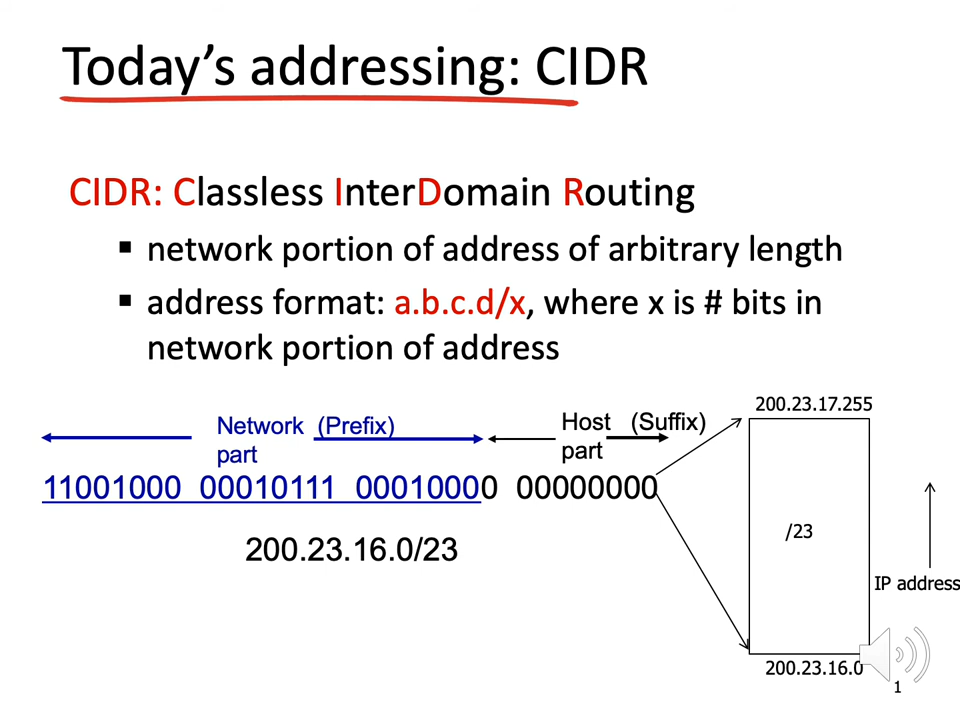 Today's addressing: CIDR
CIDR: Classless InterDomain Routing
▪ network portion of address of arbitrary length
▪ address format: a.b.c.d/x, where x is # bits in
network portion of address
Network (Prefix)
part
Host (Suffix)
part
11001000 00010111 00010000 00000000
200.23.16.0/23
200.23.17.255
/23
IP address
200.23.16.0
1